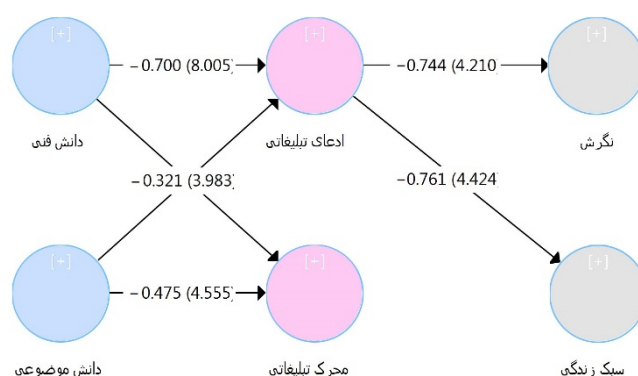 [+]
[+]
[+]
-0.700 (8.005)
-0.744 (4.210)
دانش فنی
ادعای تبلیغاتی
نگرش
-0.321 (3.983)
-0.761 (4.424)
[+]
[+]
[+]
-0.475 (4.555)
دانش موضوعی
محرک تبلیغاتی
سبک زندگی